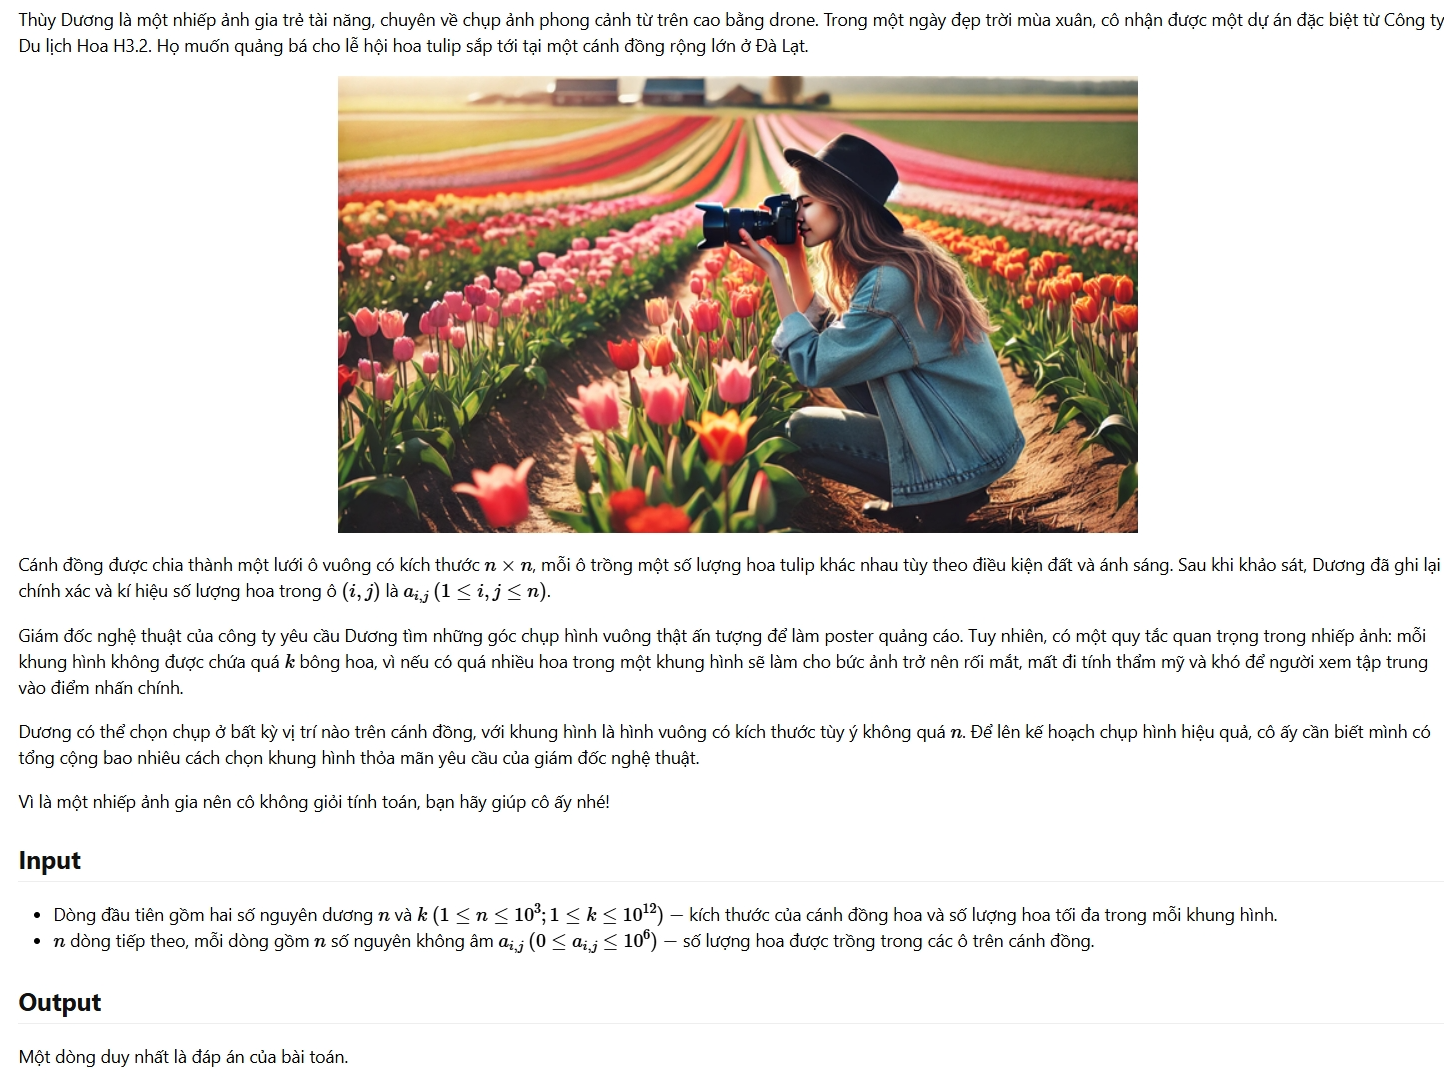 Thùy Dương là một nhiếp ảnh gia trẻ tài năng, chuyên về chụp ảnh phong cảnh từ trên cao bằng drone. Trong một ngày đẹp trời mùa xuân, cô nhận được một dự án đặc biệt từ Công ty
Du lịch Hoa H3.2. Họ muốn quảng bá cho lễ hội hoa tulip sắp tới tại một cánh đồng rộng lớn ở Đà Lạt.
Cánh đồng được chia thành một lưới ô vuông có kích thước n × n, mỗi ô trồng một số lượng hoa tulip khác nhau tùy theo điều kiện đất và ánh sáng. Sau khi khảo sát, Dương đã ghi lại
chính xác và kí hiệu số lượng hoa trong ô (i, j) là a_{i,j} (1 ≤ i, j ≤ n).
Giám đốc nghệ thuật của công ty yêu cầu Dương tìm những góc chụp hình vuông thật ấn tượng để làm poster quảng cáo. Tuy nhiên, có một quy tắc quan trọng trong nhiếp ảnh: mỗi
khung hình không được chứa quá k bông hoa, vì nếu có quá nhiều hoa trong một khung hình sẽ làm cho bức ảnh trở nên rối mắt, mất đi tính thẩm mỹ và khó để người xem tập trung
vào điểm nhấn chính.
Dương có thể chọn chụp ở bất kỳ vị trí nào trên cánh đồng, với khung hình là hình vuông có kích thước tùy ý không quá n. Để lên kế hoạch chụp hình hiệu quả, cô ấy cần biết mình có
tổng cộng bao nhiêu cách chọn khung hình thỏa mãn yêu cầu của giám đốc nghệ thuật.
Vì là một nhiếp ảnh gia nên cô không giỏi tính toán, bạn hãy giúp cô ấy nhé!
Input
• Dòng đầu tiên gồm hai số nguyên dương n và k (1 ≤ n ≤ 10³; 1 ≤ k ≤ 10¹²) — kích thước của cánh đồng hoa và số lượng hoa tối đa trong mỗi khung hình.
• n dòng tiếp theo, mỗi dòng gồm n số nguyên không âm a_{i,j} (0 ≤ a_{i,j} ≤ 10⁶) — số lượng hoa được trồng trong các ô trên cánh đồng.
Output
Một dòng duy nhất là đáp án của bài toán.